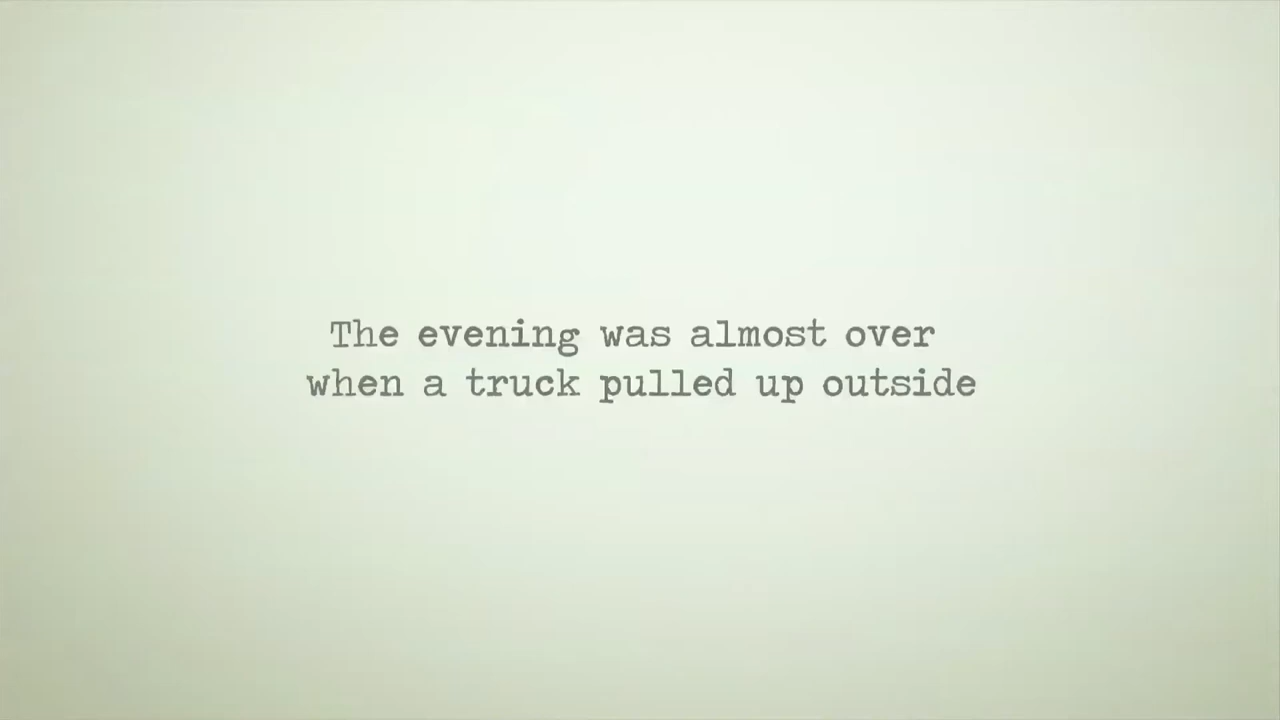 The evening was almost over
when a truck pulled up outside